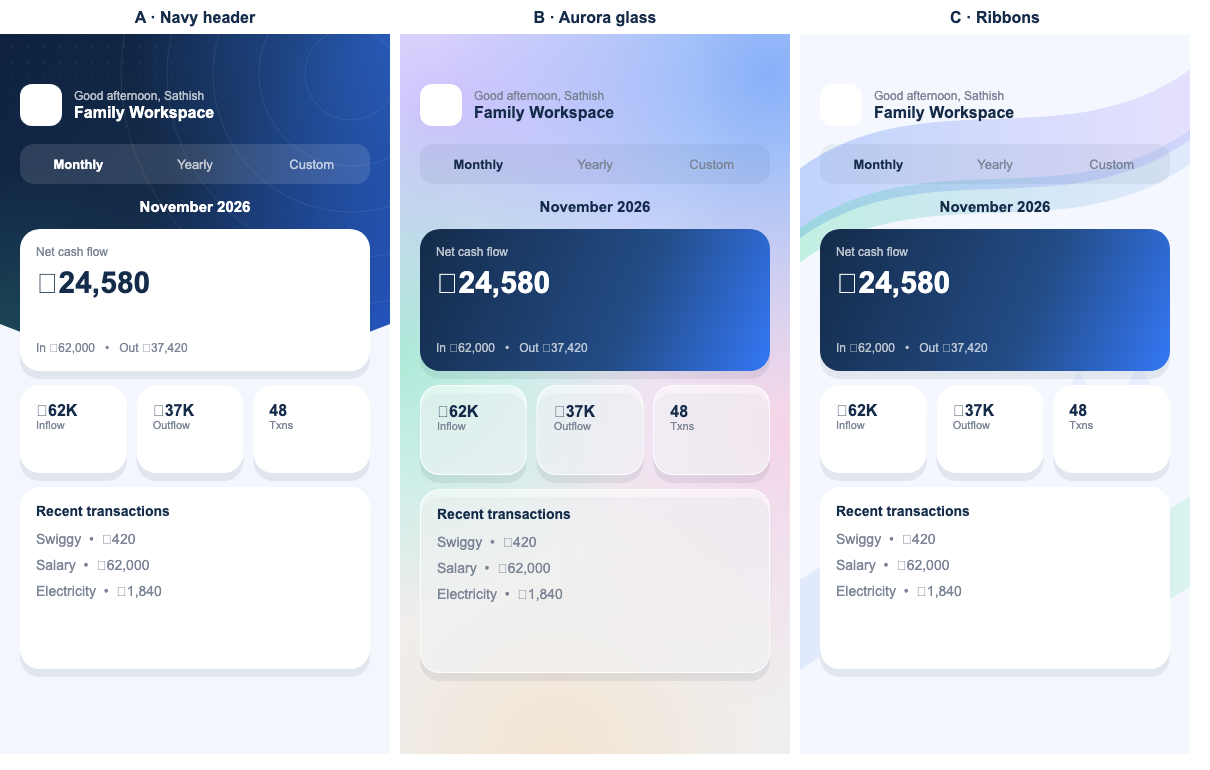 A · Navy header
Good afternoon, Sathish
Family Workspace
Monthly Yearly Custom
November 2026
Net cash flow
□24,580
In □62,000 • Out □37,420
□62K □37K 48
Inflow Outflow Txns
Recent transactions
Swiggy • □420
Salary • □62,000
Electricity • □1,840
B · Aurora glass
Good afternoon, Sathish
Family Workspace
Monthly Yearly Custom
November 2026
Net cash flow
□24,580
In □62,000 • Out □37,420
□62K □37K 48
Inflow Outflow Txns
Recent transactions
Swiggy • □420
Salary • □62,000
Electricity • □1,840
C · Ribbons
Good afternoon, Sathish
Family Workspace
Monthly Yearly Custom
November 2026
Net cash flow
□24,580
In □62,000 • Out □37,420
□62K □37K 48
Inflow Outflow Txns
Recent transactions
Swiggy • □420
Salary • □62,000
Electricity • □1,840